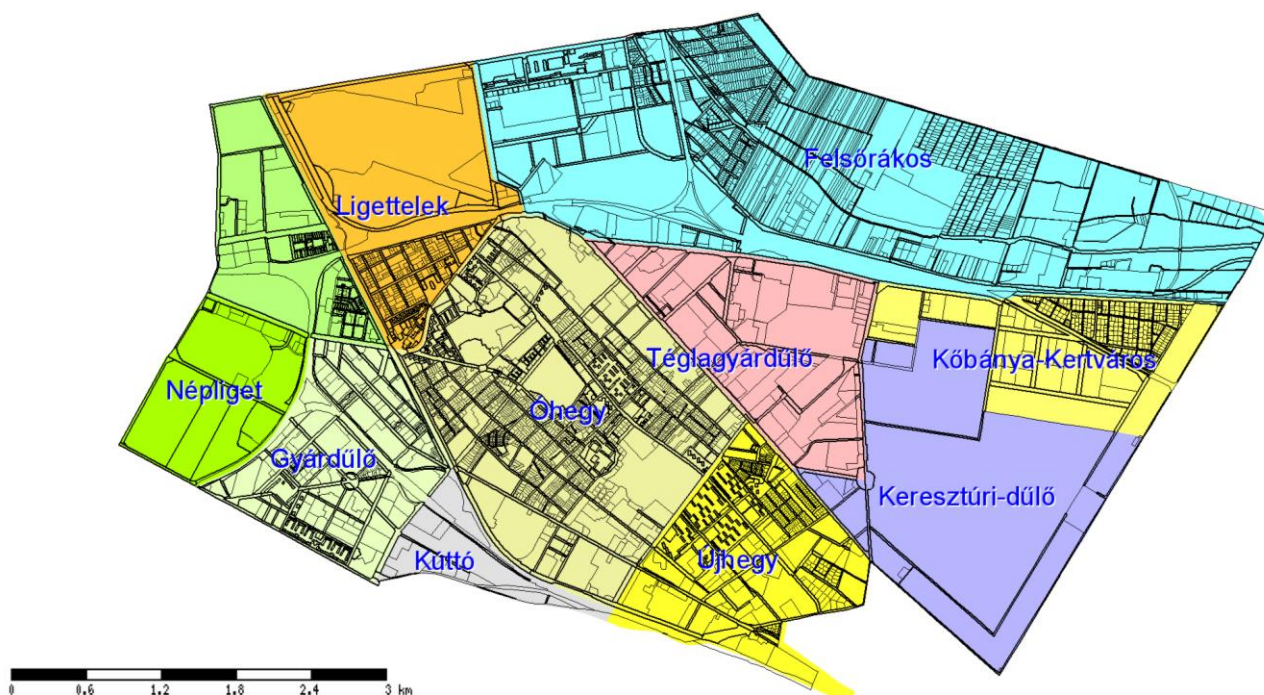 Felsőrákos
Ligettelek
Téglagyárdűlő
Kőbánya-Kertváros
Népliget
Óhegy
Gyárdűlő
Keresztúri-dűlő
Kúttó
Újhegy
0 0.6 1.2 1.8 2.4 3 km